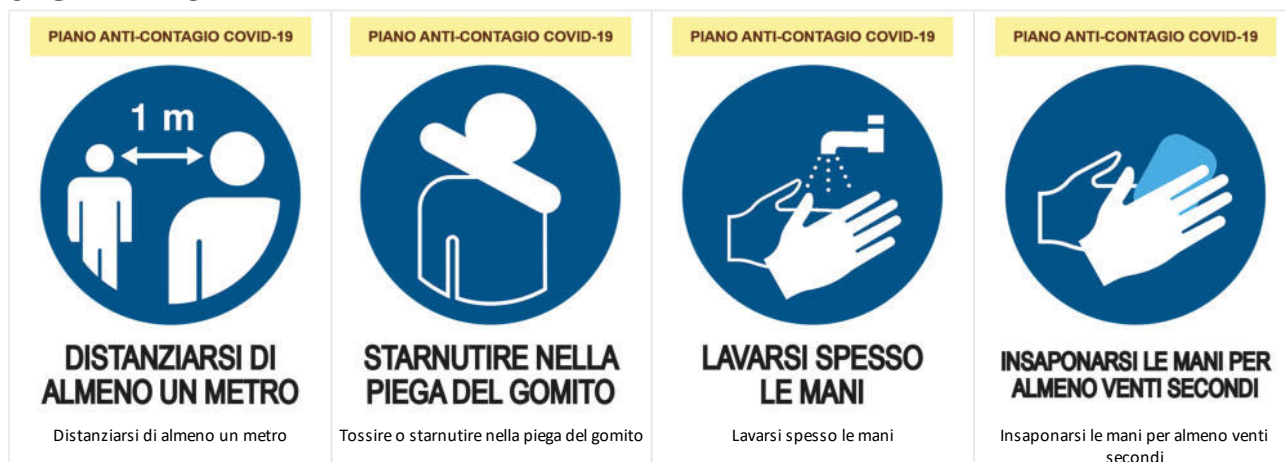 PIANO ANTI-CONTAGIO COVID-19
1 m
DISTANZIARSI DI
ALMENO UN METRO
Distanziarsi di almeno un metro
PIANO ANTI-CONTAGIO COVID-19
STARNUTIRE NELLA
PIEGA DEL GOMITO
Tossire o starnutire nella piega del gomito
PIANO ANTI-CONTAGIO COVID-19
LAVARSI SPESSO
LE MANI
Lavarsi spesso le mani
PIANO ANTI-CONTAGIO COVID-19
INSAPONARSI LE MANI PER
ALMENO VENTI SECONDI
Insaponarsi le mani per almeno venti
secondi